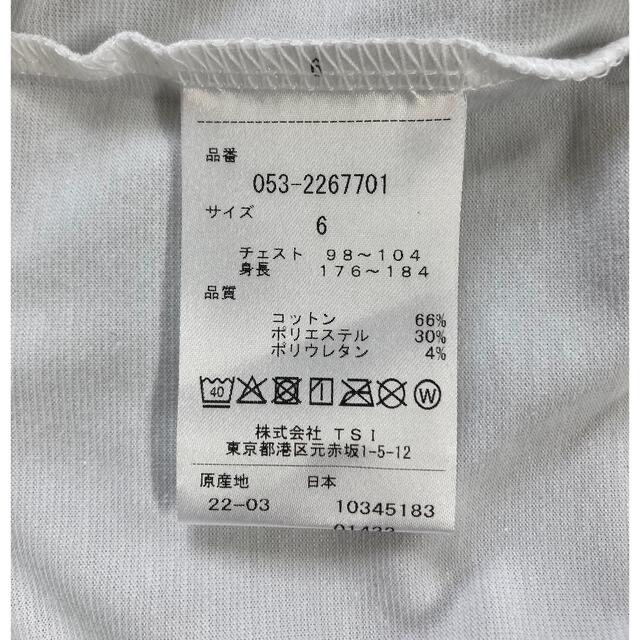 6
品番
053-2267701
サイズ
6
チェスト 98～104
身長 176～184
品質
コットン 66%
ポリエステル 30%
ポリウレタン 4%
40 W
株式会社 TSI
東京都港区元赤坂1-5-12
原産地 日本
22-03 10345183